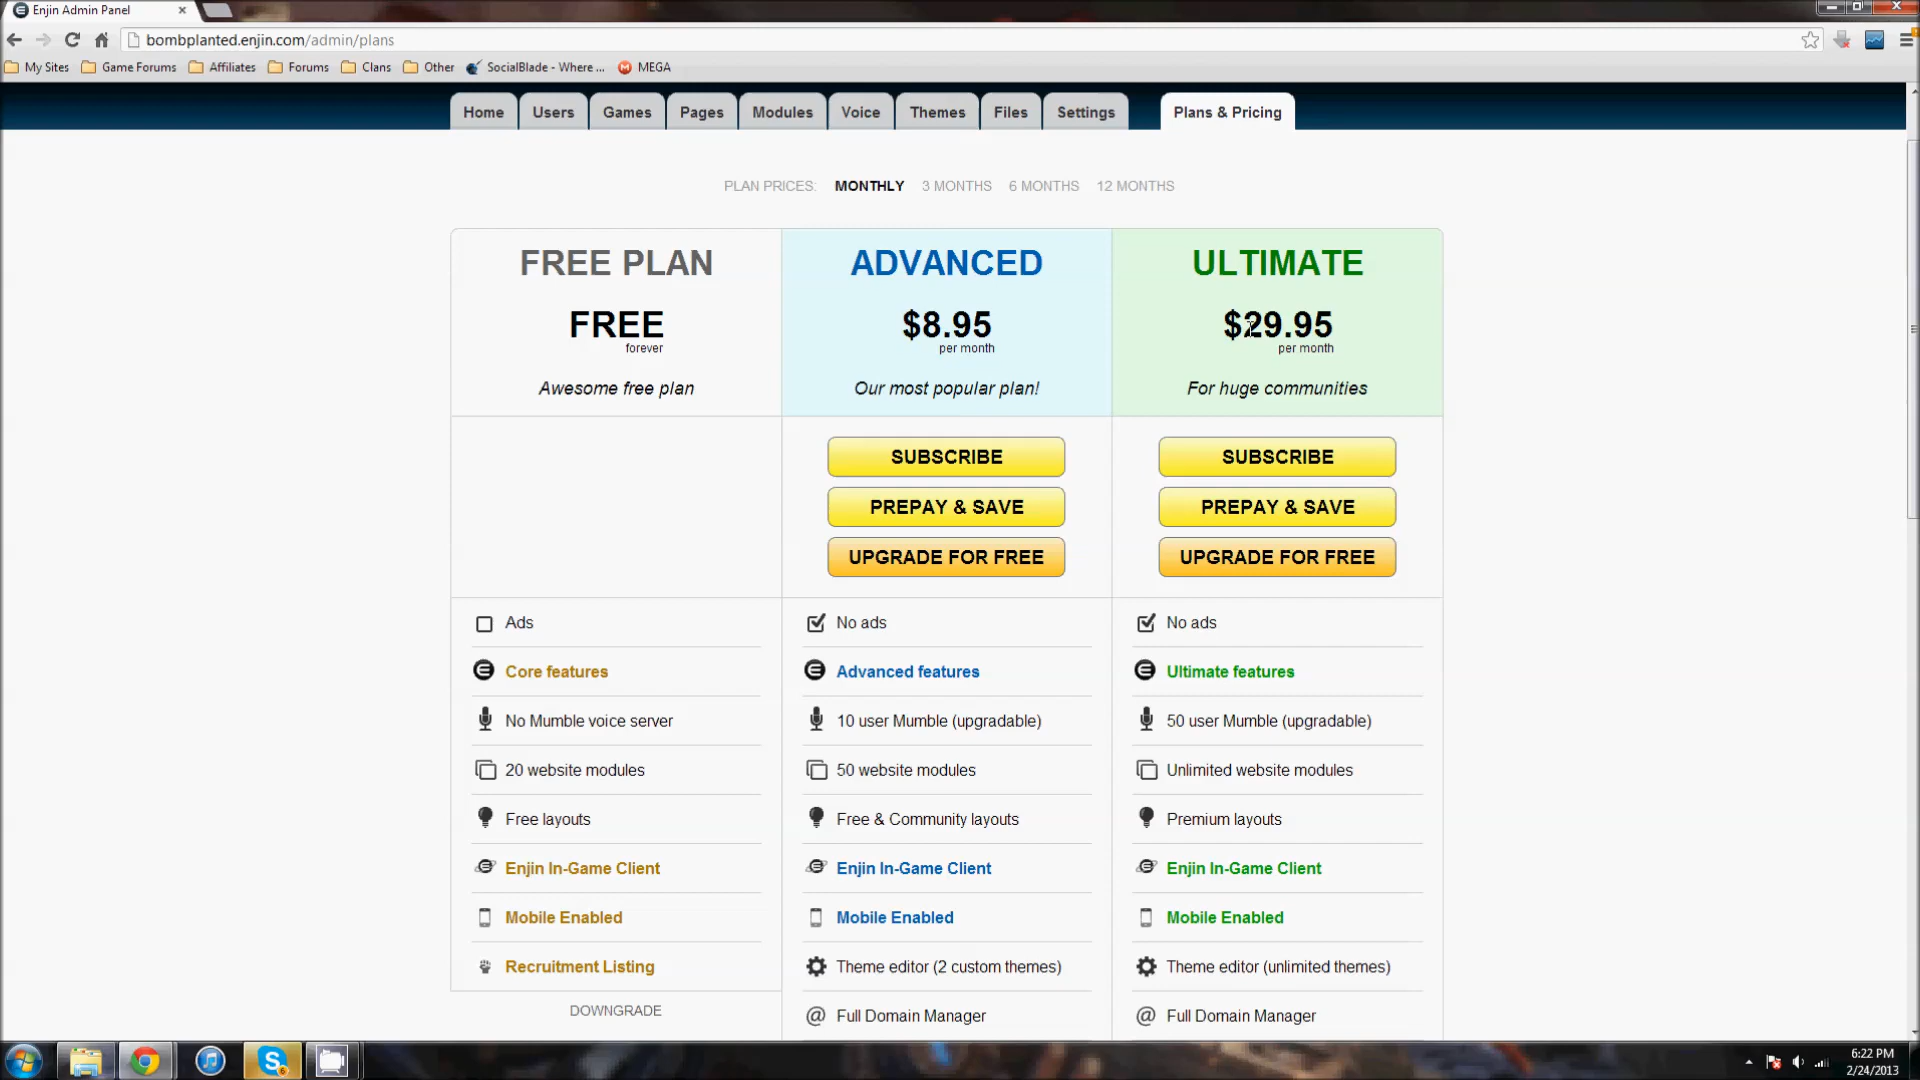 Enjin Admin Panel
bombplanted.enjin.com/admin/plans
My Sites Game Forums Affiliates Forums Clans Other SocialBlade - Where ... MEGA
Home Users Games Pages Modules Voice Themes Files Settings Plans & Pricing
PLAN PRICES: MONTHLY 3 MONTHS 6 MONTHS 12 MONTHS
FREE PLAN
FREE
forever
Awesome free plan
Ads
Core features
No Mumble voice server
20 website modules
Free layouts
Enjin In-Game Client
Mobile Enabled
Recruitment Listing
DOWNGRADE
ADVANCED
$8.95
per month
Our most popular plan!
SUBSCRIBE
PREPAY & SAVE
UPGRADE FOR FREE
No ads
Advanced features
10 user Mumble (upgradable)
50 website modules
Free & Community layouts
Enjin In-Game Client
Mobile Enabled
Theme editor (2 custom themes)
Full Domain Manager
ULTIMATE
$29.95
per month
For huge communities
SUBSCRIBE
PREPAY & SAVE
UPGRADE FOR FREE
No ads
Ultimate features
50 user Mumble (upgradable)
Unlimited website modules
Premium layouts
Enjin In-Game Client
Mobile Enabled
Theme editor (unlimited themes)
Full Domain Manager
6:22 PM
2/24/2013